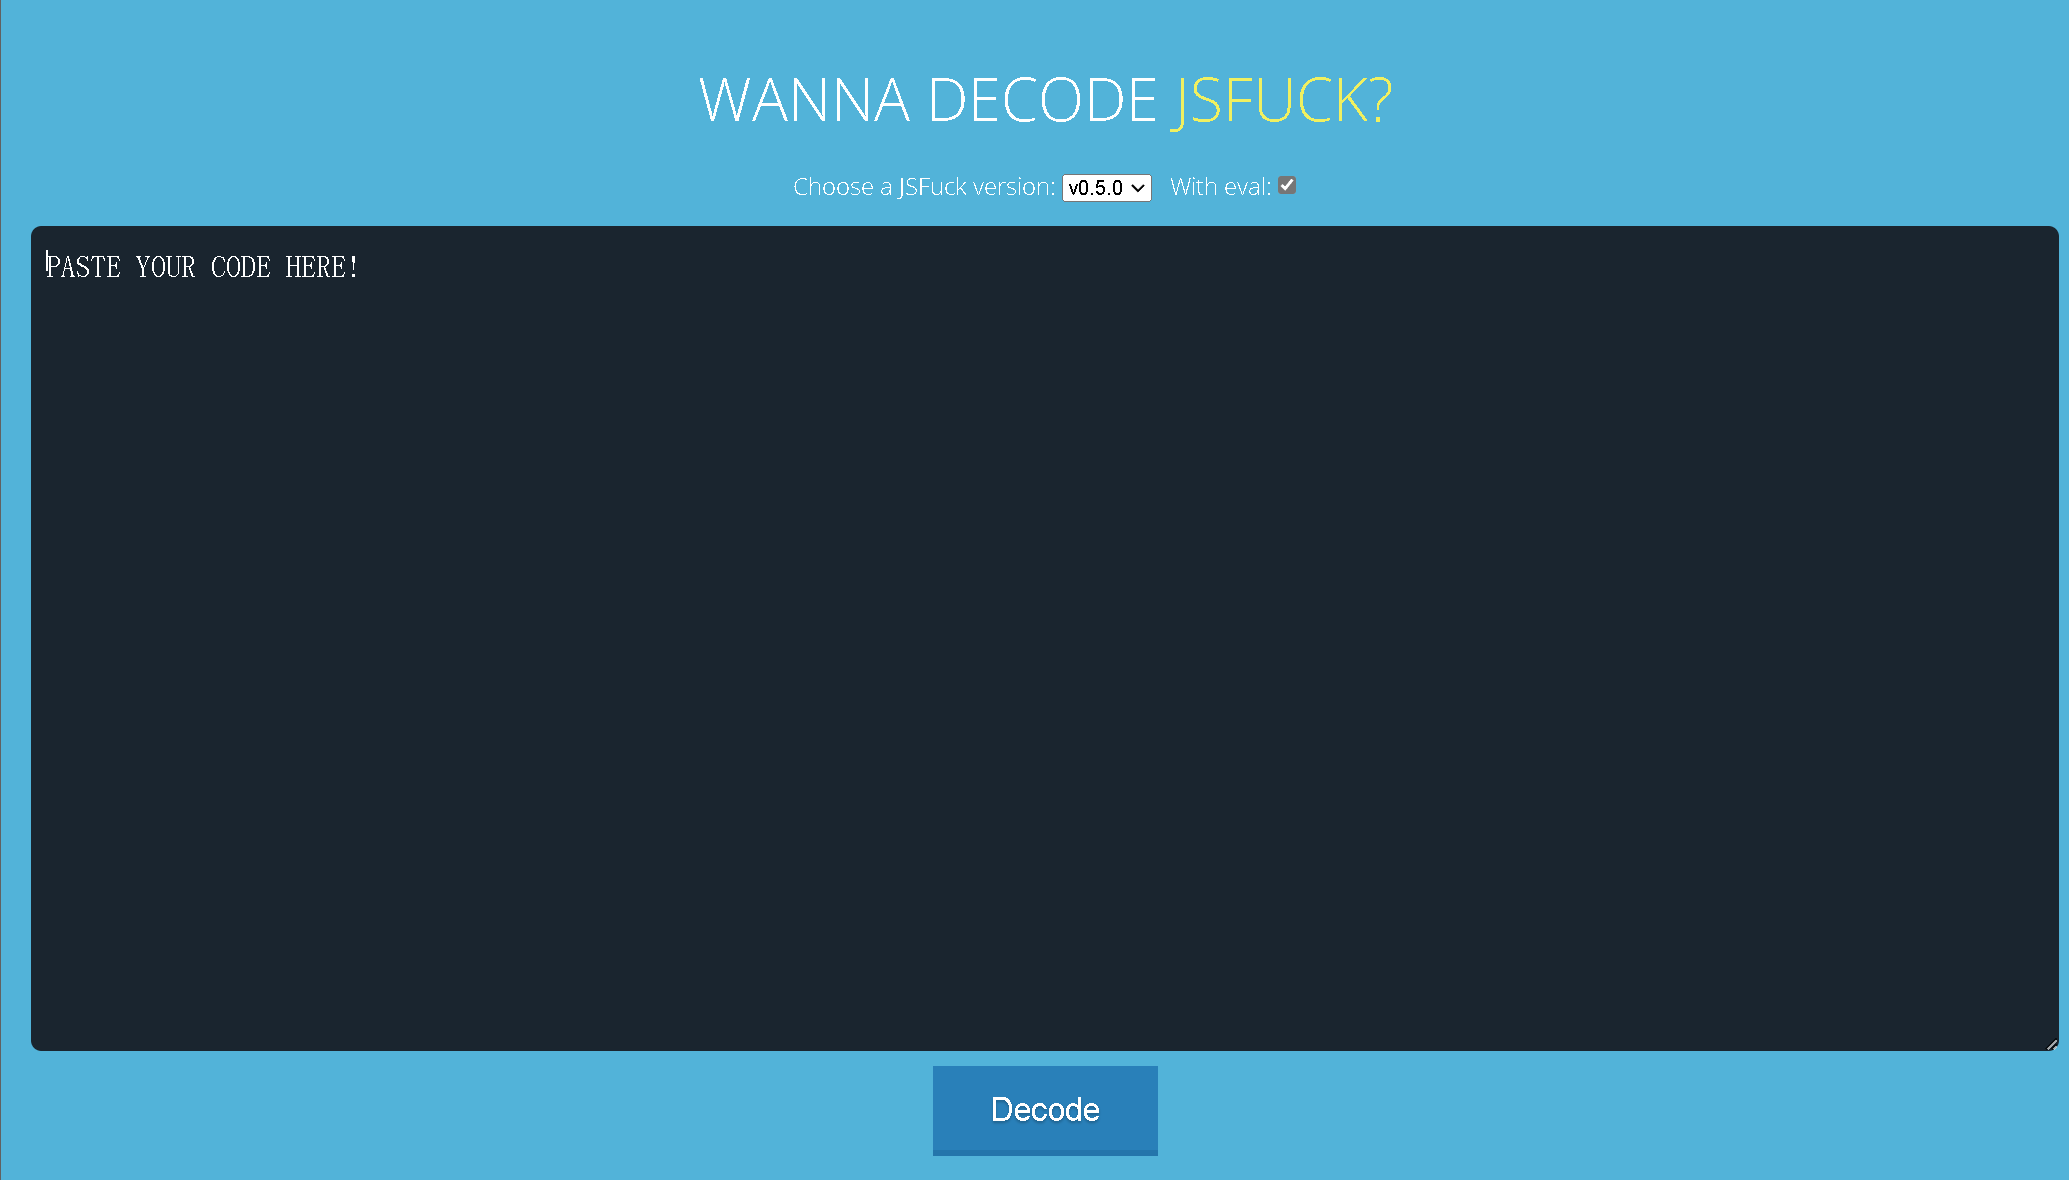 WANNA DECODE JSFUCK?
Choose a JSFuck version: v0.5.0 With eval:
PASTE YOUR CODE HERE!
Decode